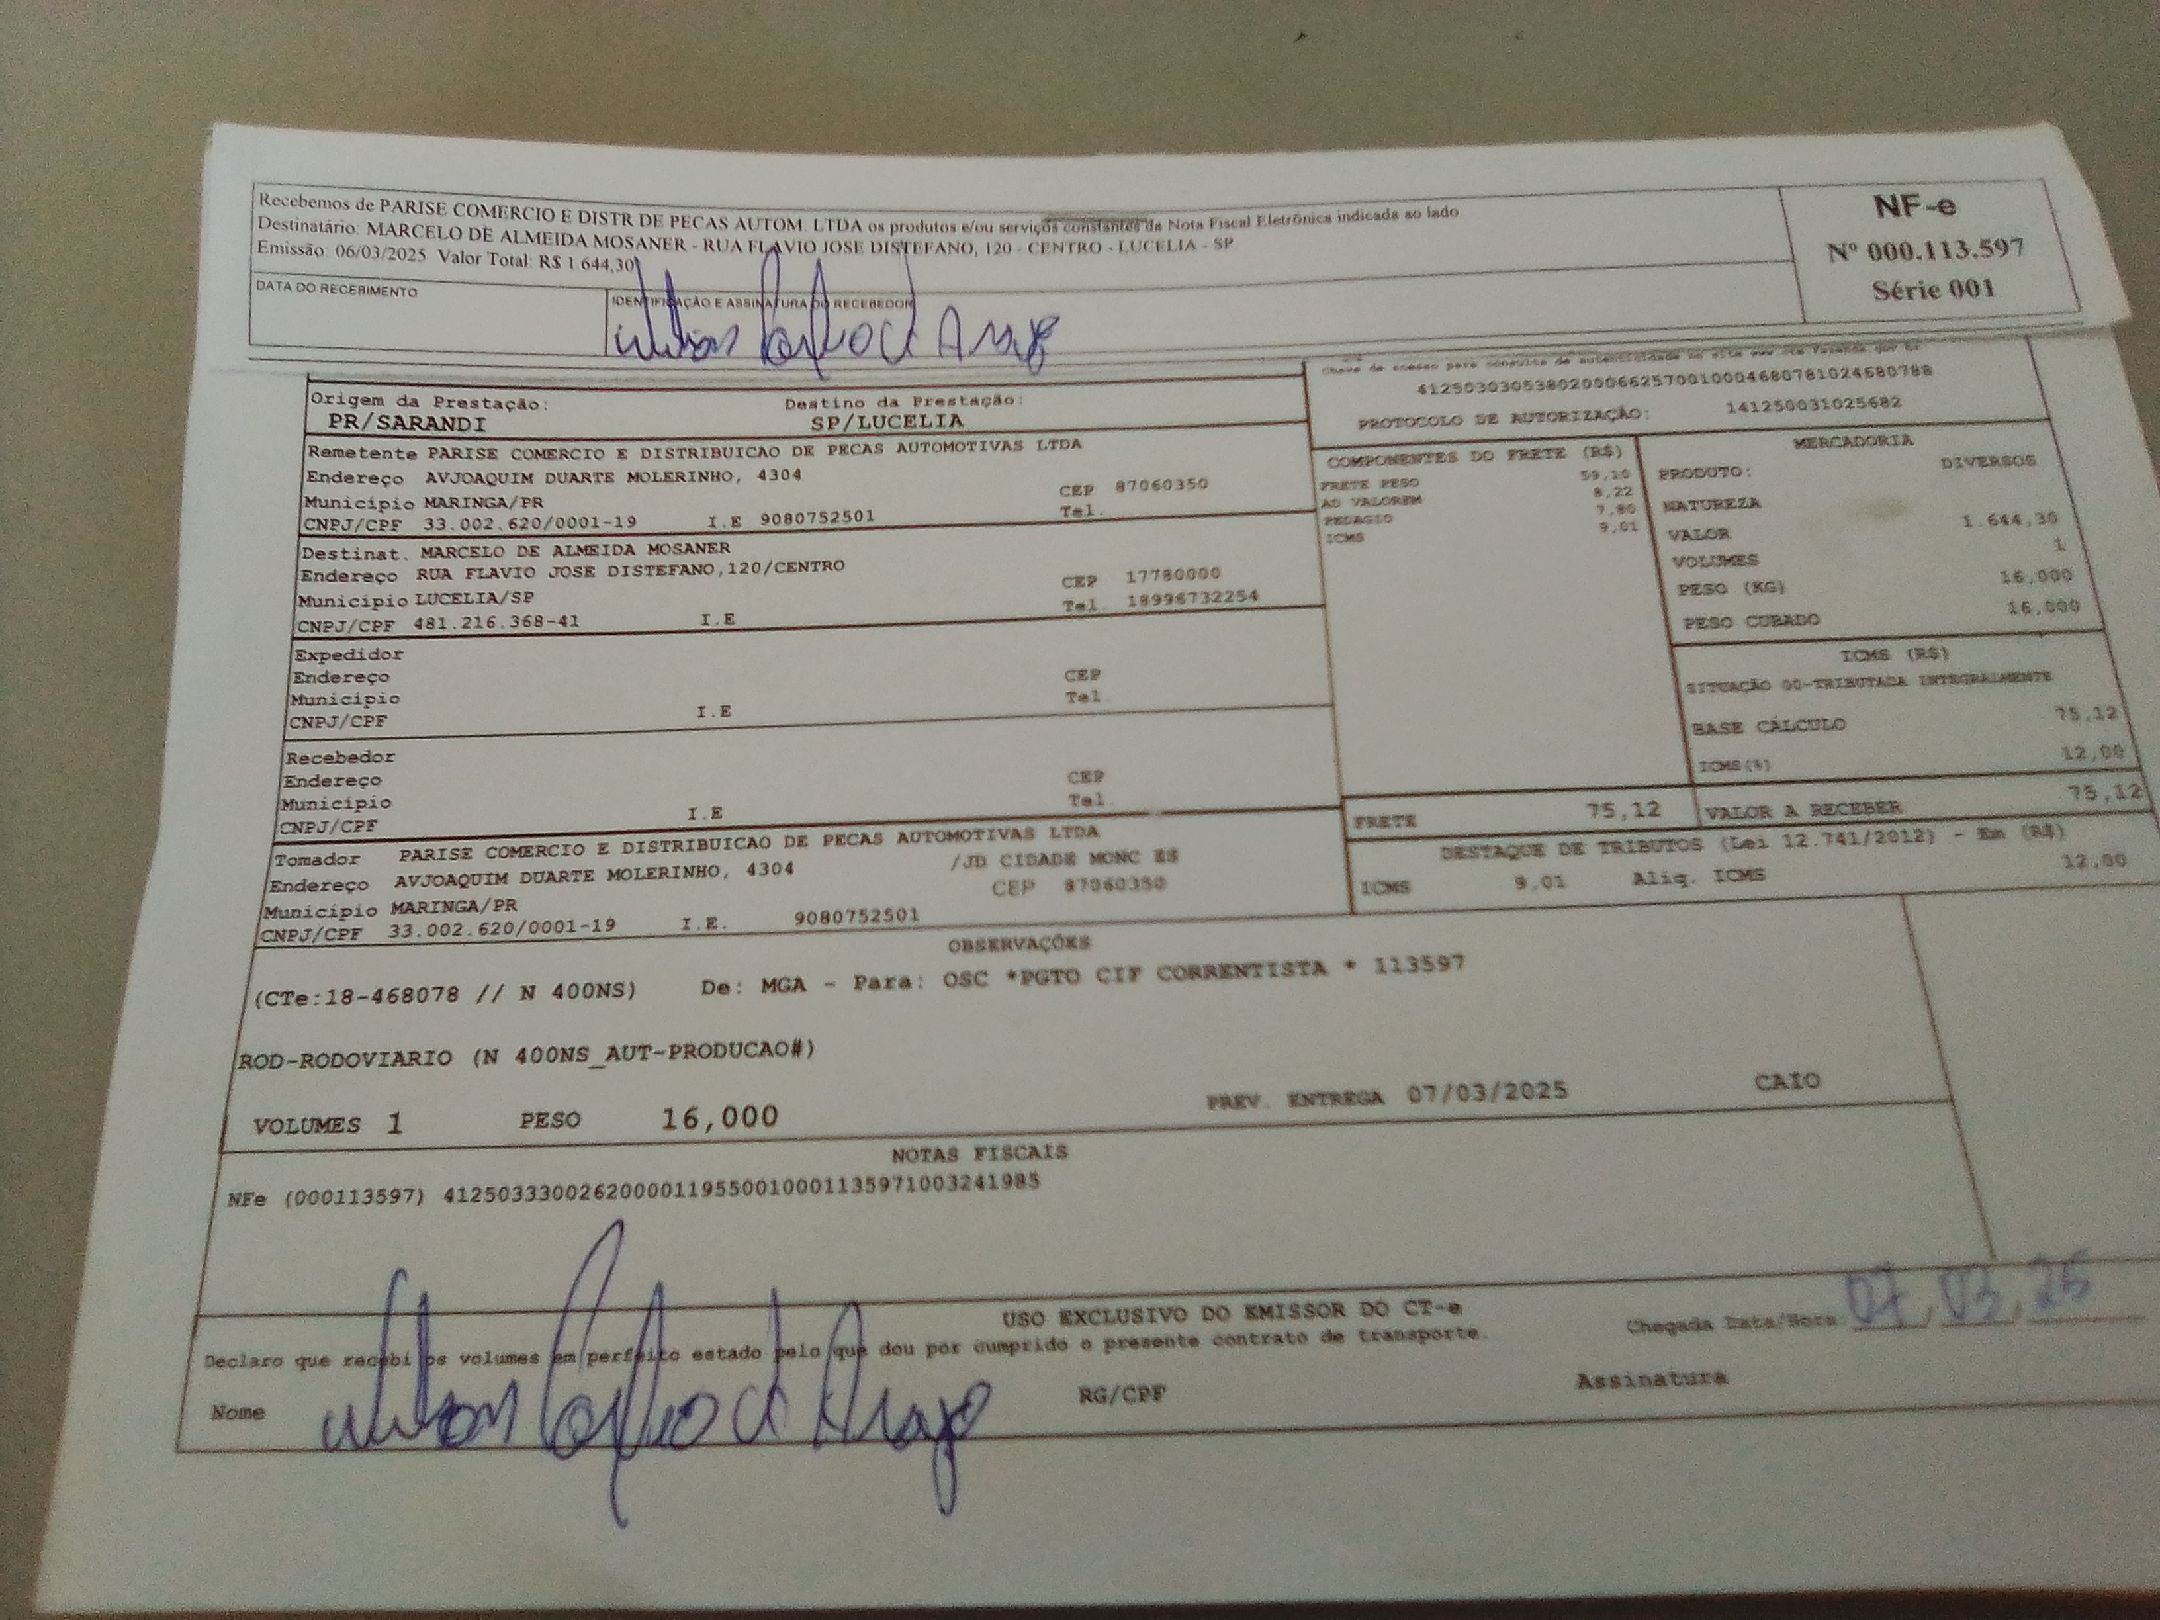 Recebemos de PARISE COMERCIO E DISTR DE PECAS AUTOM. LTDA os produtos e/ou serviços constantes da Nota Fiscal Eletrônica indicada ao lado
Destinatário: MARCELO DE ALMEIDA MOSANER - RUA FLAVIO JOSE DISTEFANO, 120 - CENTRO - LUCELIA - SP
Emissão: 06/03/2025 Valor Total: R$ 1.644,30
DATA DO RECEBIMENTO
IDENTIFICAÇÃO E ASSINATURA DO RECEBEDOR
NF-e
Nº 000.113.597
Série 001
Chave de acesso para consulta de autenticidade no site
41250303053802000662570010004680781024680788
PROTOCOLO DE AUTORIZAÇÃO: 141250031025682
Origem da Prestação: Destino da Prestação:
PR/SARANDI SP/LUCELIA
Remetente PARISE COMERCIO E DISTRIBUICAO DE PECAS AUTOMOTIVAS LTDA
Endereço AVJOAQUIM DUARTE MOLERINHO, 4304
Município MARINGA/PR CEP 87060350
CNPJ/CPF 33.002.620/0001-19 I.E 9080752501 Tel.
Destinat. MARCELO DE ALMEIDA MOSANER
Endereço RUA FLAVIO JOSE DISTEFANO,120/CENTRO
Município LUCELIA/SP CEP 17780000
CNPJ/CPF 481.216.368-41 I.E Tel. 18996732254
Expedidor
Endereço
Município CEP
CNPJ/CPF I.E Tel.
Recebedor
Endereço
Município CEP
CNPJ/CPF I.E Tel.
Tomador PARISE COMERCIO E DISTRIBUICAO DE PECAS AUTOMOTIVAS LTDA
Endereço AVJOAQUIM DUARTE MOLERINHO, 4304 /JD CIDADE MONC ES
Município MARINGA/PR CEP 87060350
CNPJ/CPF 33.002.620/0001-19 I.E. 9080752501
COMPONENTES DO FRETE (R$)
FRETE PESO 59,10
AD VALOREM 8,22
PEDAGIO 7,80
ICMS 9,01
MERCADORIA
PRODUTO: DIVERSOS
NATUREZA
VALOR 1.644,30
VOLUMES 1
PESO (KG) 16,000
PESO CUBADO 16,000
ICMS (R$)
SITUAÇÃO 00-TRIBUTADA INTEGRALMENTE
BASE CÁLCULO 75,12
ICMS(%) 12,00
FRETE 75,12 VALOR A RECEBER 75,12
DESTAQUE DE TRIBUTOS (Lei 12.741/2012) - Em (R$)
ICMS 9,01 Aliq. ICMS 12,00
OBSERVAÇÕES
(CTe:18-468078 // N 400NS) De: MGA - Para: OSC *PGTO CIF CORRENTISTA * 113597
ROD-RODOVIARIO (N 400NS_AUT-PRODUCAO#)
VOLUMES 1 PESO 16,000 PREV. ENTREGA 07/03/2025 CAIO
NOTAS FISCAIS
NFe (000113597) 41250333002620000119550010001135971003241985
USO EXCLUSIVO DO EMISSOR DO CT-e
Declaro que recebi os volumes em perfeito estado pelo que dou por cumprido o presente contrato de transporte.
Chegada Data/Hora 07, 03, 25
Nome RG/CPF Assinatura